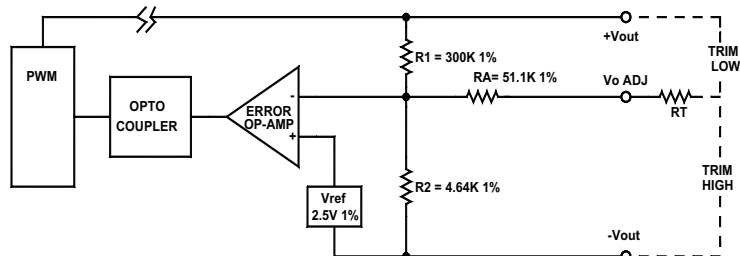 +Vout
PWM
R1 = 300K 1%
TRIM
LOW
RA= 51.1K 1%
Vo ADJ
OPTO
COUPLER
ERROR
OP-AMP
-
+
RT
TRIM
HIGH
R2 = 4.64K 1%
Vref
2.5V 1%
-Vout